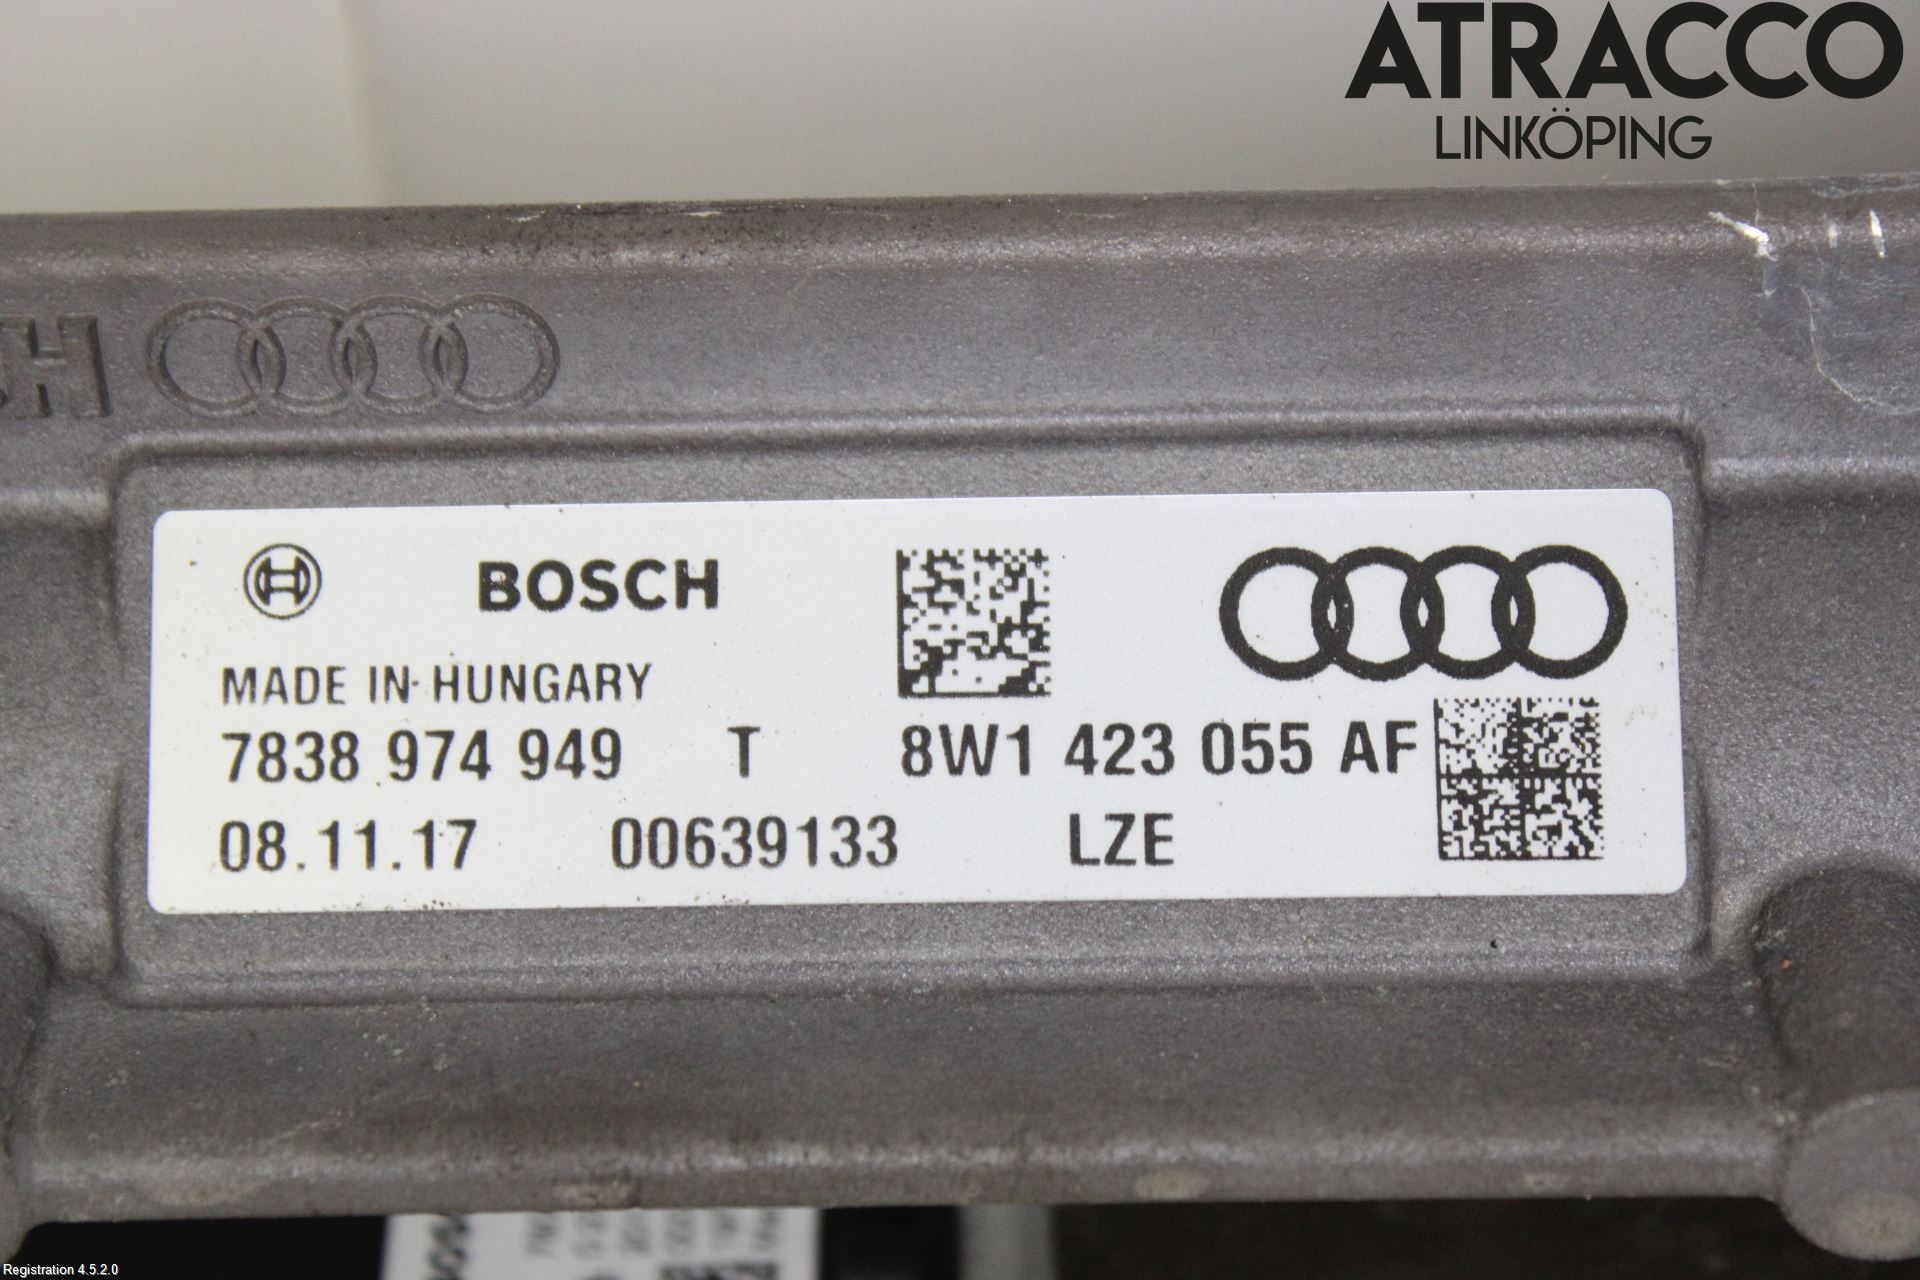 ATRACCO
LINKÖPING
BOSCH
MADE IN HUNGARY
7838 974 949 T 8W1 423 055 AF
08.11.17 00639133 LZE
Registration 4.5.2.0